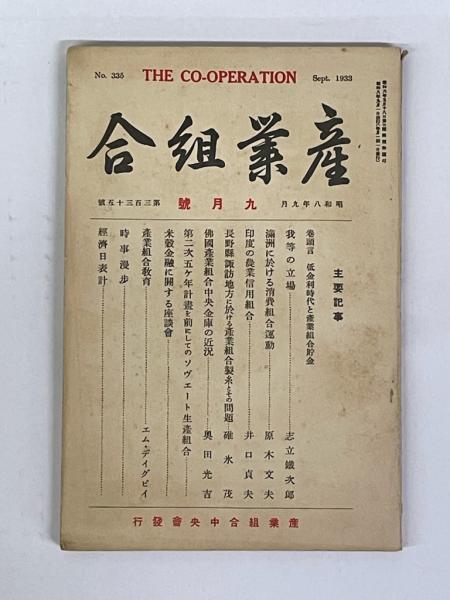 No. 335 THE CO-OPERATION Sept. 1933
産業組合
昭和八年九月 九月號 第三百三十五號
主要記事
卷頭言 低金利時代と產業組合貯金
我等の立場 志立鐵次郎
滿洲に於ける消費組合運動 原木文夫
印度の農業信用組合 井口貞夫
長野縣諏訪地方に於ける產業組合製糸とその問題 碓氷茂
佛國產業組合中央金庫の近況 奥田光吉
第二次五ケ年計畫を前にしてのソヴエート生產組合 エム・デイグビイ
米穀金融に關する座談會
產業組合敎育
時事漫步
經濟日表計
產業組合中央會發行